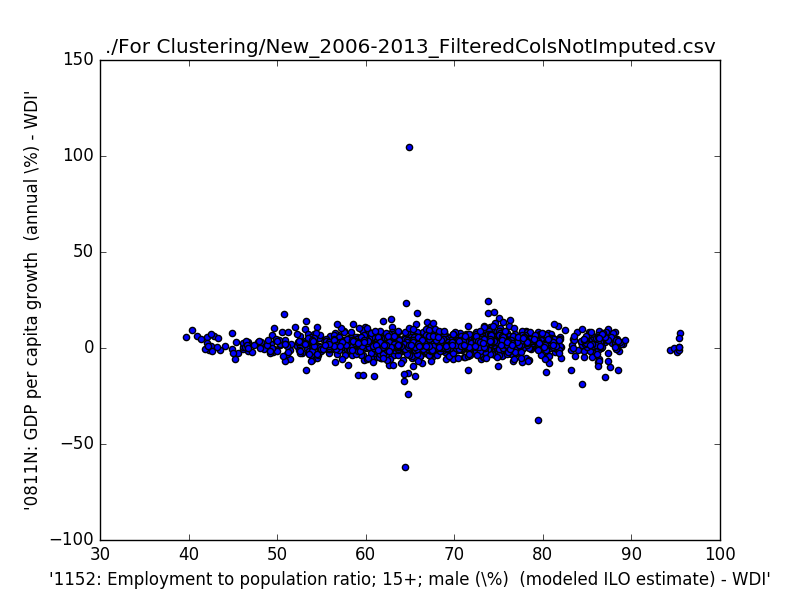 ./For Clustering/New_2006-2013_FilteredColsNotImputed.csv
150
100
50
0
−50
−100
30 40 50 60 70 80 90 100
'0811N: GDP per capita growth  (annual \%) - WDI'
'1152: Employment to population ratio; 15+; male (\%)  (modeled ILO estimate) - WDI'